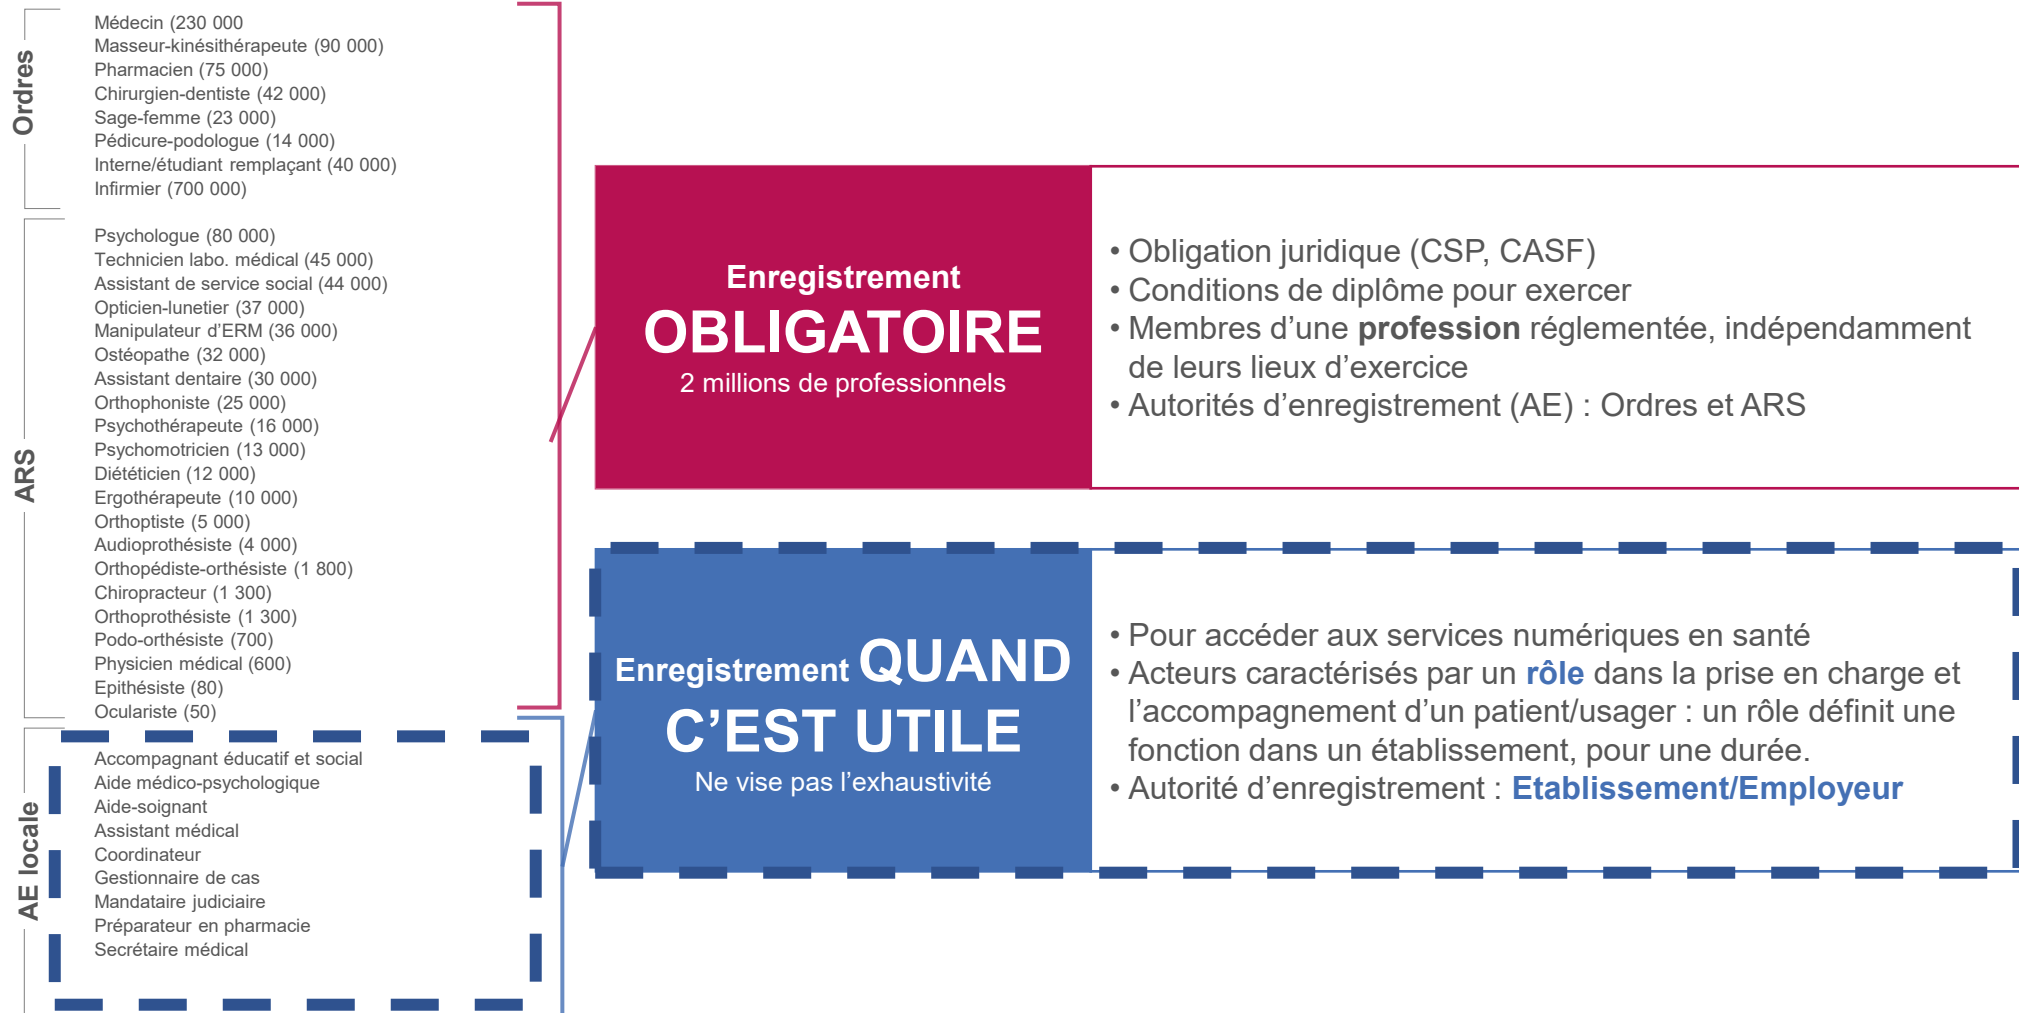 Ordres
Médecin (230 000
Masseur-kinésithérapeute (90 000)
Pharmacien (75 000)
Chirurgien-dentiste (42 000)
Sage-femme (23 000)
Pédicure-podologue (14 000)
Interne/étudiant remplaçant (40 000)
Infirmier (700 000)
ARS
Psychologue (80 000)
Technicien labo. médical (45 000)
Assistant de service social (44 000)
Opticien-lunetier (37 000)
Manipulateur d’ERM (36 000)
Ostéopathe (32 000)
Assistant dentaire (30 000)
Orthophoniste (25 000)
Psychothérapeute (16 000)
Psychomotricien (13 000)
Diététicien (12 000)
Ergothérapeute (10 000)
Orthoptiste (5 000)
Audioprothésiste (4 000)
Orthopédiste-orthésiste (1 800)
Chiropracteur (1 300)
Orthoprothésiste (1 300)
Podo-orthésiste (700)
Physicien médical (600)
Epithésiste (80)
Oculariste (50)
AE locale
Accompagnant éducatif et social
Aide médico-psychologique
Aide-soignant
Assistant médical
Coordinateur
Gestionnaire de cas
Mandataire judiciaire
Préparateur en pharmacie
Secrétaire médical
Enregistrement
OBLIGATOIRE
2 millions de professionnels
• Obligation juridique (CSP, CASF)
• Conditions de diplôme pour exercer
• Membres d’une profession réglementée, indépendamment
de leurs lieux d’exercice
• Autorités d’enregistrement (AE) : Ordres et ARS
Enregistrement QUAND
C’EST UTILE
Ne vise pas l’exhaustivité
• Pour accéder aux services numériques en santé
• Acteurs caractérisés par un rôle dans la prise en charge et
l’accompagnement d’un patient/usager : un rôle définit une
fonction dans un établissement, pour une durée.
• Autorité d’enregistrement : Etablissement/Employeur